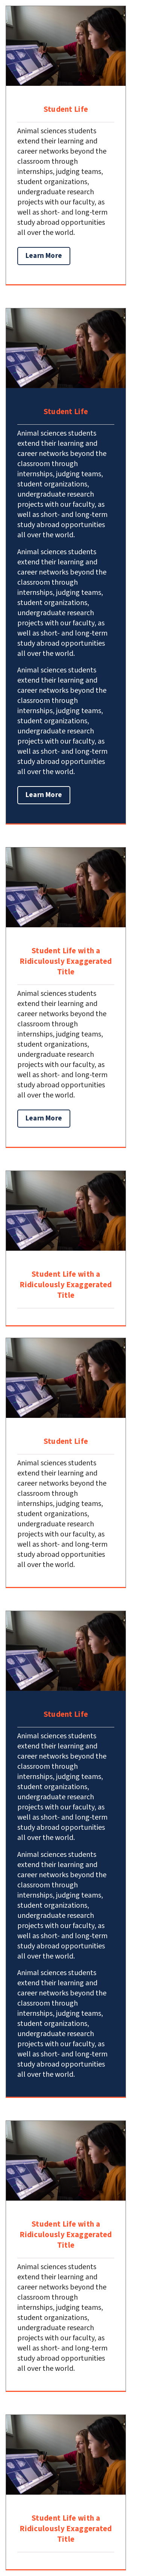 Student Life
Animal sciences students
extend their learning and
career networks beyond the
classroom through
internships, judging teams,
student organizations,
undergraduate research
projects with our faculty, as
well as short- and long-term
study abroad opportunities
all over the world.
Learn More
Student Life
Animal sciences students
extend their learning and
career networks beyond the
classroom through
internships, judging teams,
student organizations,
undergraduate research
projects with our faculty, as
well as short- and long-term
study abroad opportunities
all over the world.
Animal sciences students
extend their learning and
career networks beyond the
classroom through
internships, judging teams,
student organizations,
undergraduate research
projects with our faculty, as
well as short- and long-term
study abroad opportunities
all over the world.
Animal sciences students
extend their learning and
career networks beyond the
classroom through
internships, judging teams,
student organizations,
undergraduate research
projects with our faculty, as
well as short- and long-term
study abroad opportunities
all over the world.
Learn More
Student Life with a
Ridiculously Exaggerated
Title
Animal sciences students
extend their learning and
career networks beyond the
classroom through
internships, judging teams,
student organizations,
undergraduate research
projects with our faculty, as
well as short- and long-term
study abroad opportunities
all over the world.
Learn More
Student Life with a
Ridiculously Exaggerated
Title
Student Life
Animal sciences students
extend their learning and
career networks beyond the
classroom through
internships, judging teams,
student organizations,
undergraduate research
projects with our faculty, as
well as short- and long-term
study abroad opportunities
all over the world.
Student Life
Animal sciences students
extend their learning and
career networks beyond the
classroom through
internships, judging teams,
student organizations,
undergraduate research
projects with our faculty, as
well as short- and long-term
study abroad opportunities
all over the world.
Animal sciences students
extend their learning and
career networks beyond the
classroom through
internships, judging teams,
student organizations,
undergraduate research
projects with our faculty, as
well as short- and long-term
study abroad opportunities
all over the world.
Animal sciences students
extend their learning and
career networks beyond the
classroom through
internships, judging teams,
student organizations,
undergraduate research
projects with our faculty, as
well as short- and long-term
study abroad opportunities
all over the world.
Student Life with a
Ridiculously Exaggerated
Title
Animal sciences students
extend their learning and
career networks beyond the
classroom through
internships, judging teams,
student organizations,
undergraduate research
projects with our faculty, as
well as short- and long-term
study abroad opportunities
all over the world.
Student Life with a
Ridiculously Exaggerated
Title